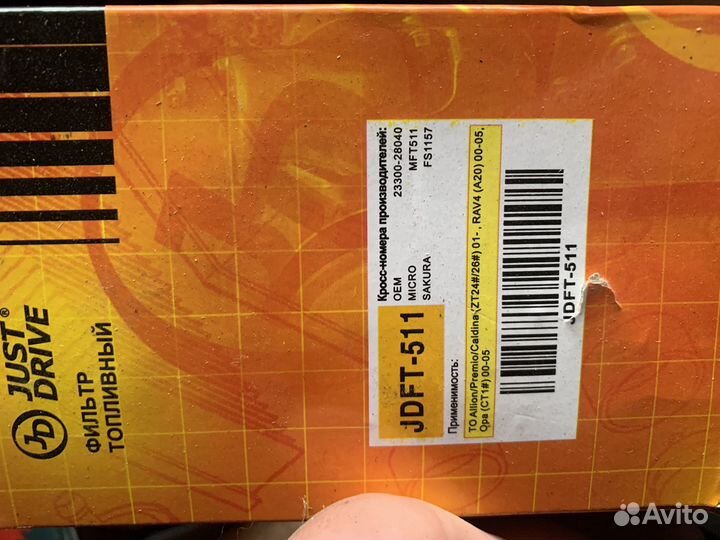 JD JUST DRIVE®
ФИЛЬТР
ТОПЛИВНЫЙ
JDFT-511
Кросс-номера производителей:
OEM 23300-28040
MICRO MFT511
SAKURA FS1157
Применимость:
TO Allion/Premio/Caldina (ZT24#/26#) 01-, RAV4 (A20) 00-05,
Opa (CT1#) 00-05
JDFT-511
Avito